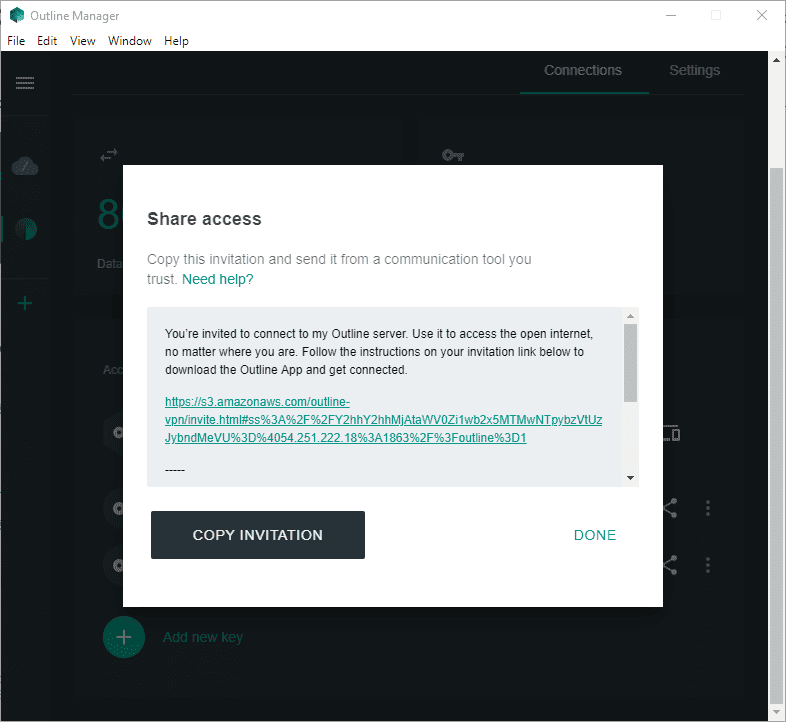 Outline Manager
File Edit View Window Help
Connections Settings
8
Data
Share access
Copy this invitation and send it from a communication tool you
trust. Need help?
You're invited to connect to my Outline server. Use it to access the open internet,
no matter where you are. Follow the instructions on your invitation link below to
download the Outline App and get connected.
https://s3.amazonaws.com/outline-
vpn/invite.html#ss%3A%2F%2FY2hhY2hhMjAtaWV0Zi1wb2x5MTMwNTpybzVtUz
JybndMeVU%3D%4054.251.222.18%3A1863%2F%3Foutline%3D1
-----
Acc
COPY INVITATION DONE
Add new key